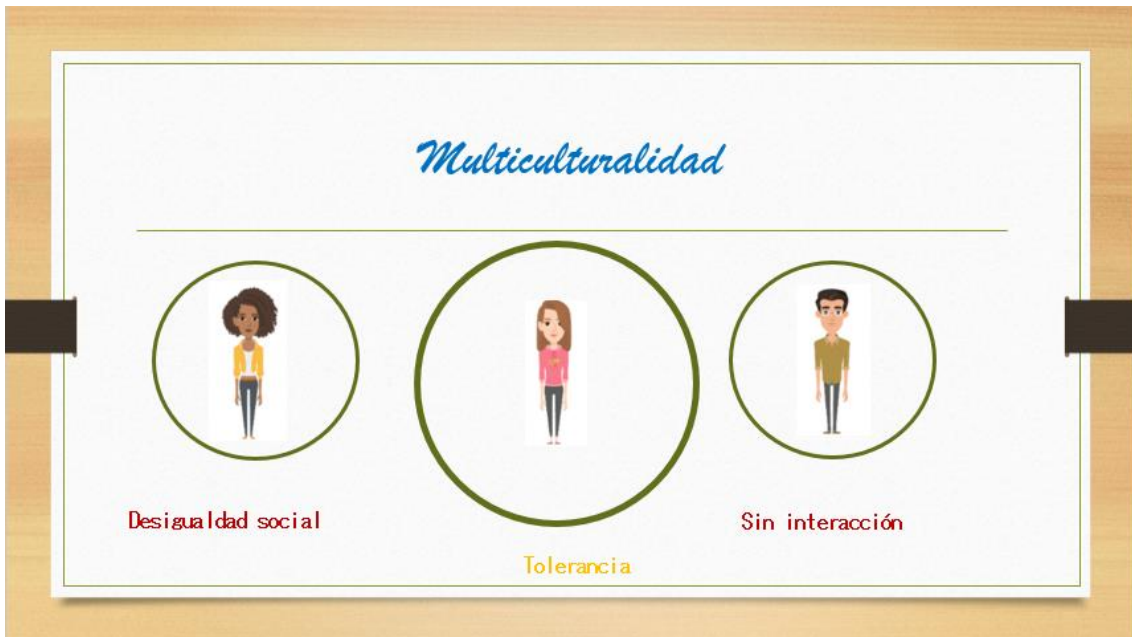 Multiculturalidad
Desigualdad social
Sin interacción
Tolerancia